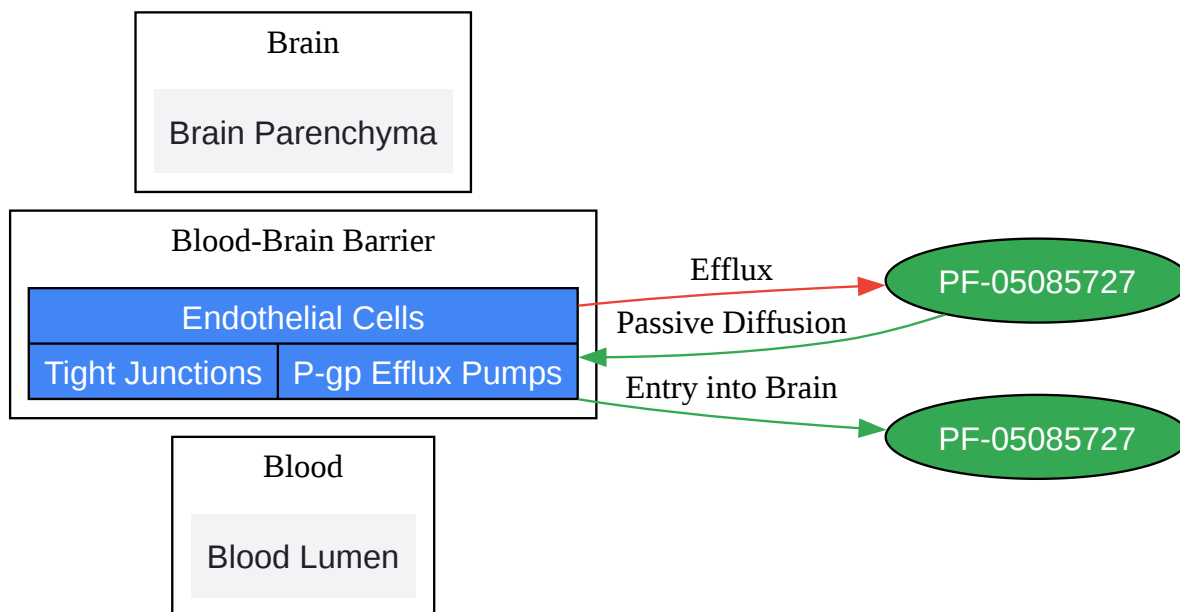 Brain
Brain Parenchyma
Blood-Brain Barrier
Endothelial Cells
Tight Junctions
P-gp Efflux Pumps
Efflux
Passive Diffusion
Entry into Brain
PF-05085727
PF-05085727
Blood
Blood Lumen